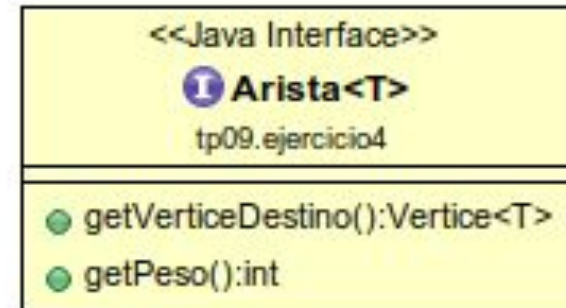 <<Java Interface>>
I Arista<T>
tp09.ejercicio4
getVerticeDestino():Vertice<T>
getPeso():int